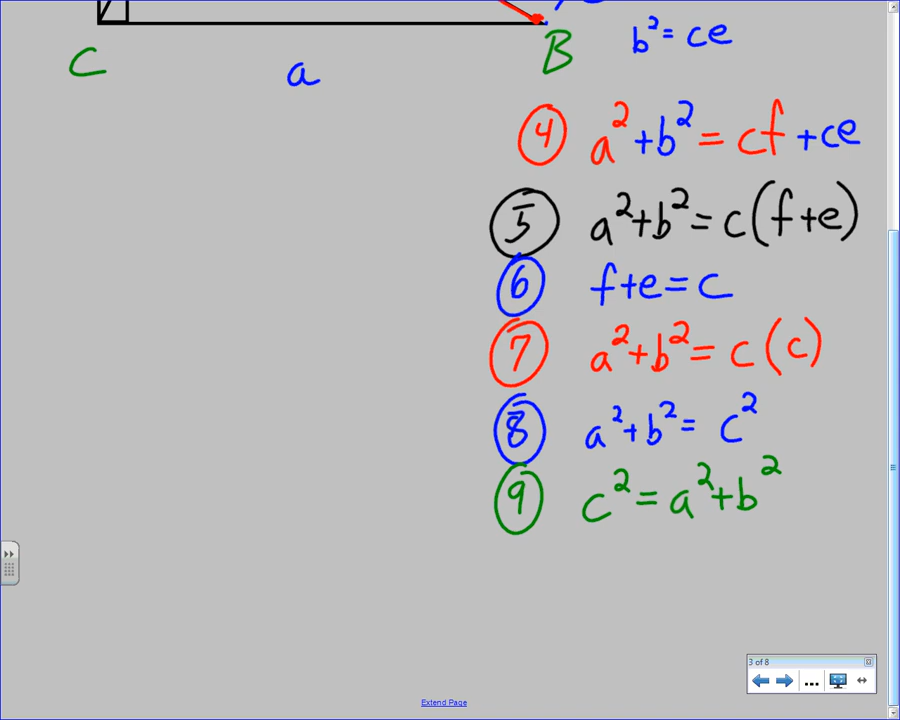 b² = ce
C
a
B
④ a² + b² = cf + ce
⑤ a² + b² = c(f+e)
⑥ f+e = c
⑦ a² + b² = c(c)
⑧ a² + b² = c²
⑨ c² = a² + b²
3 of 8
...
Extend Page